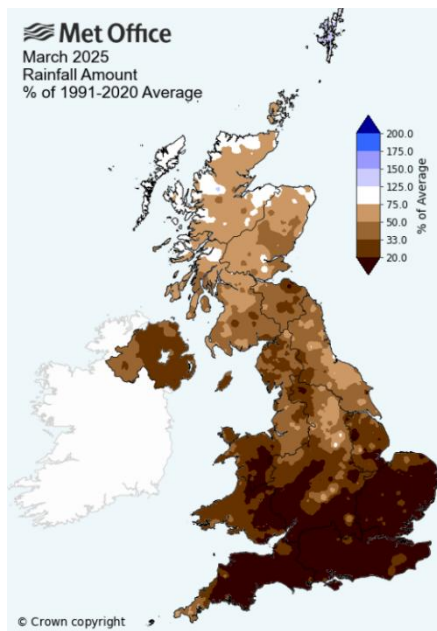 Met Office
March 2025
Rainfall Amount
% of 1991-2020 Average
200.0
175.0
150.0
125.0
75.0
50.0
33.0
20.0
% of Average
© Crown copyright